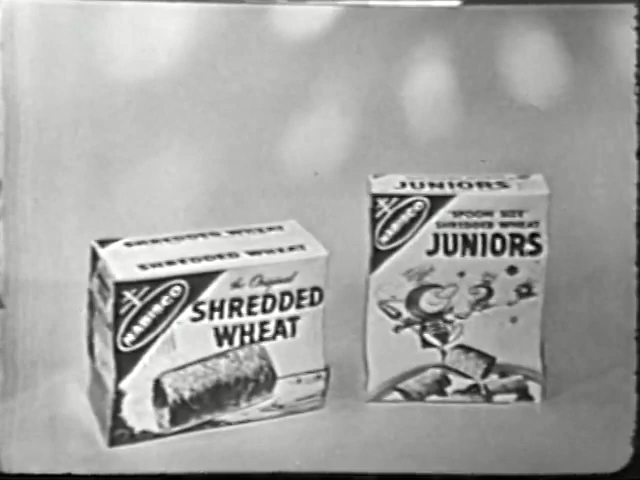 SHREDDED WHEAT
SHREDDED WHEAT
NABISCO
the Original
SHREDDED
WHEAT
JUNIORS
NABISCO
"SPOON SIZE"
SHREDDED WHEAT
JUNIORS